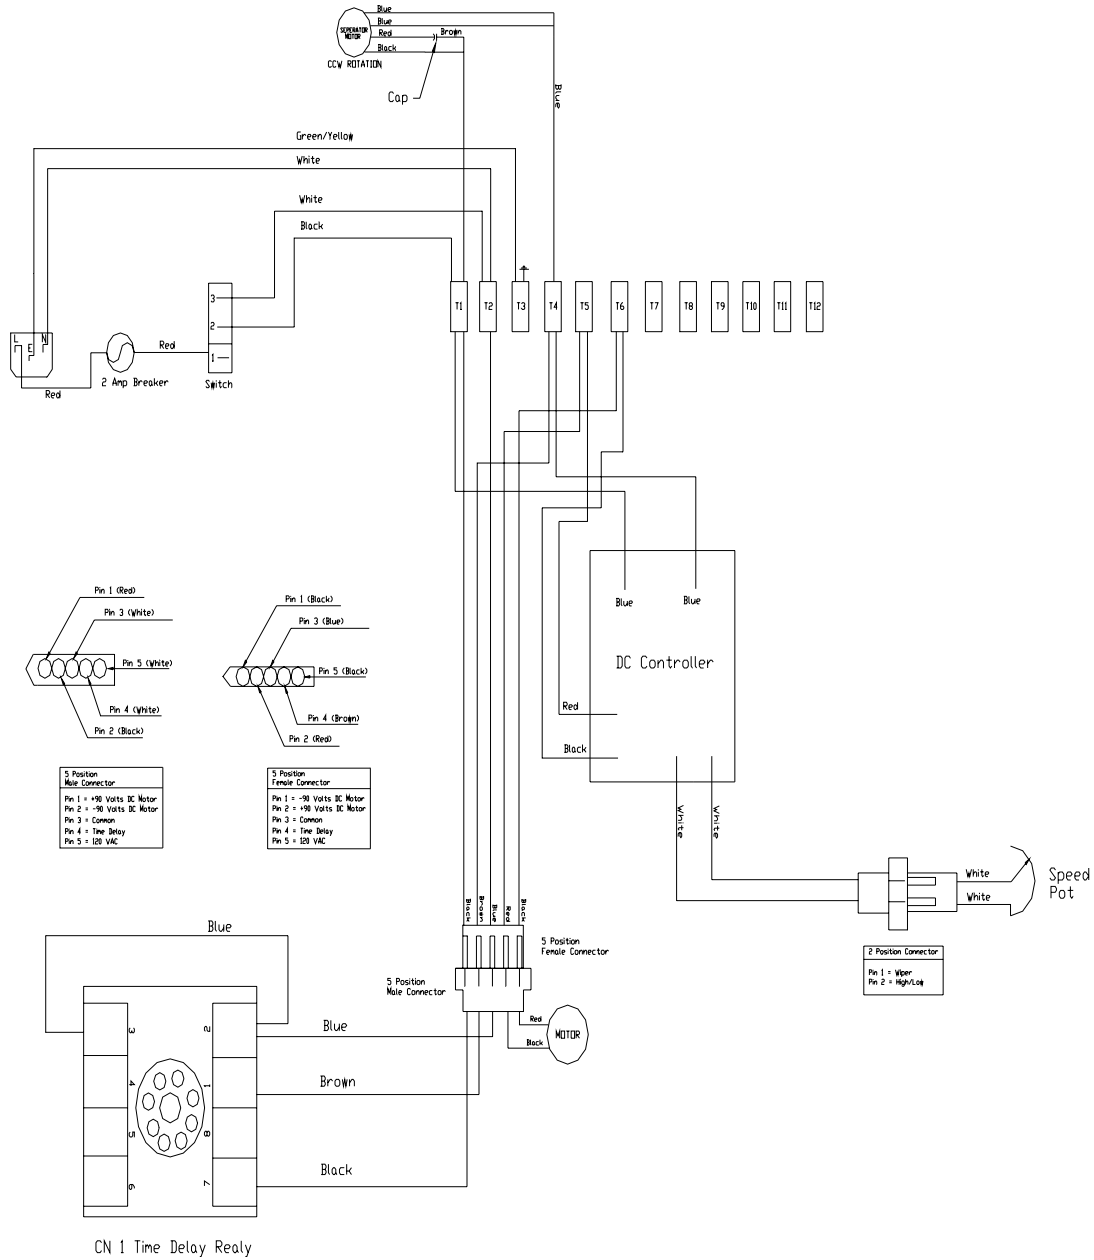 Blue
Blue
SEPERATOR
MOTOR
Red
Brown
Black
CCW ROTATION
Cap
Blue
Green/Yellow
White
White
Black
3
2
1
T1
T2
T3
T4
T5
T6
T7
T8
T9
T10
T11
T12
L
E
N
Red
Red
2 Amp Breaker
Switch
Pin 1 (Red)
Pin 3 (White)
Pin 5 (White)
Pin 4 (White)
Pin 2 (Black)
Pin 1 (Black)
Pin 3 (Blue)
Pin 5 (Black)
Pin 4 (Brown)
Pin 2 (Red)
Blue
Blue
DC Controller
Red
Black
White
White
5 Position
Male Connector
Pin 1 = +90 Volts DC Motor
Pin 2 = -90 Volts DC Motor
Pin 3 = Common
Pin 4 = Time Delay
Pin 5 = 120 VAC
5 Position
Female Connector
Pin 1 = -90 Volts DC Motor
Pin 2 = +90 Volts DC Motor
Pin 3 = Common
Pin 4 = Time Delay
Pin 5 = 120 VAC
White
White
Speed
Pot
2 Position Connector
Pin 1 = Wiper
Pin 2 = High/Low
Black
Brown
Blue
Red
Black
5 Position
Female Connector
5 Position
Male Connector
Red
Black
MOTOR
Blue
Blue
Brown
Black
3
4
5
6
2
1
8
7
CN 1 Time Delay Realy